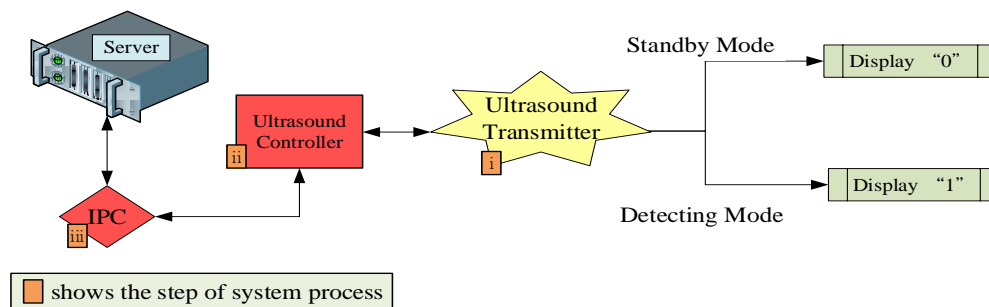 Server
Ultrasound
Controller
ii
IPC
iii
Ultrasound
Transmitter
i
Standby Mode
Display “0”
Detecting Mode
Display “1”
shows the step of system process